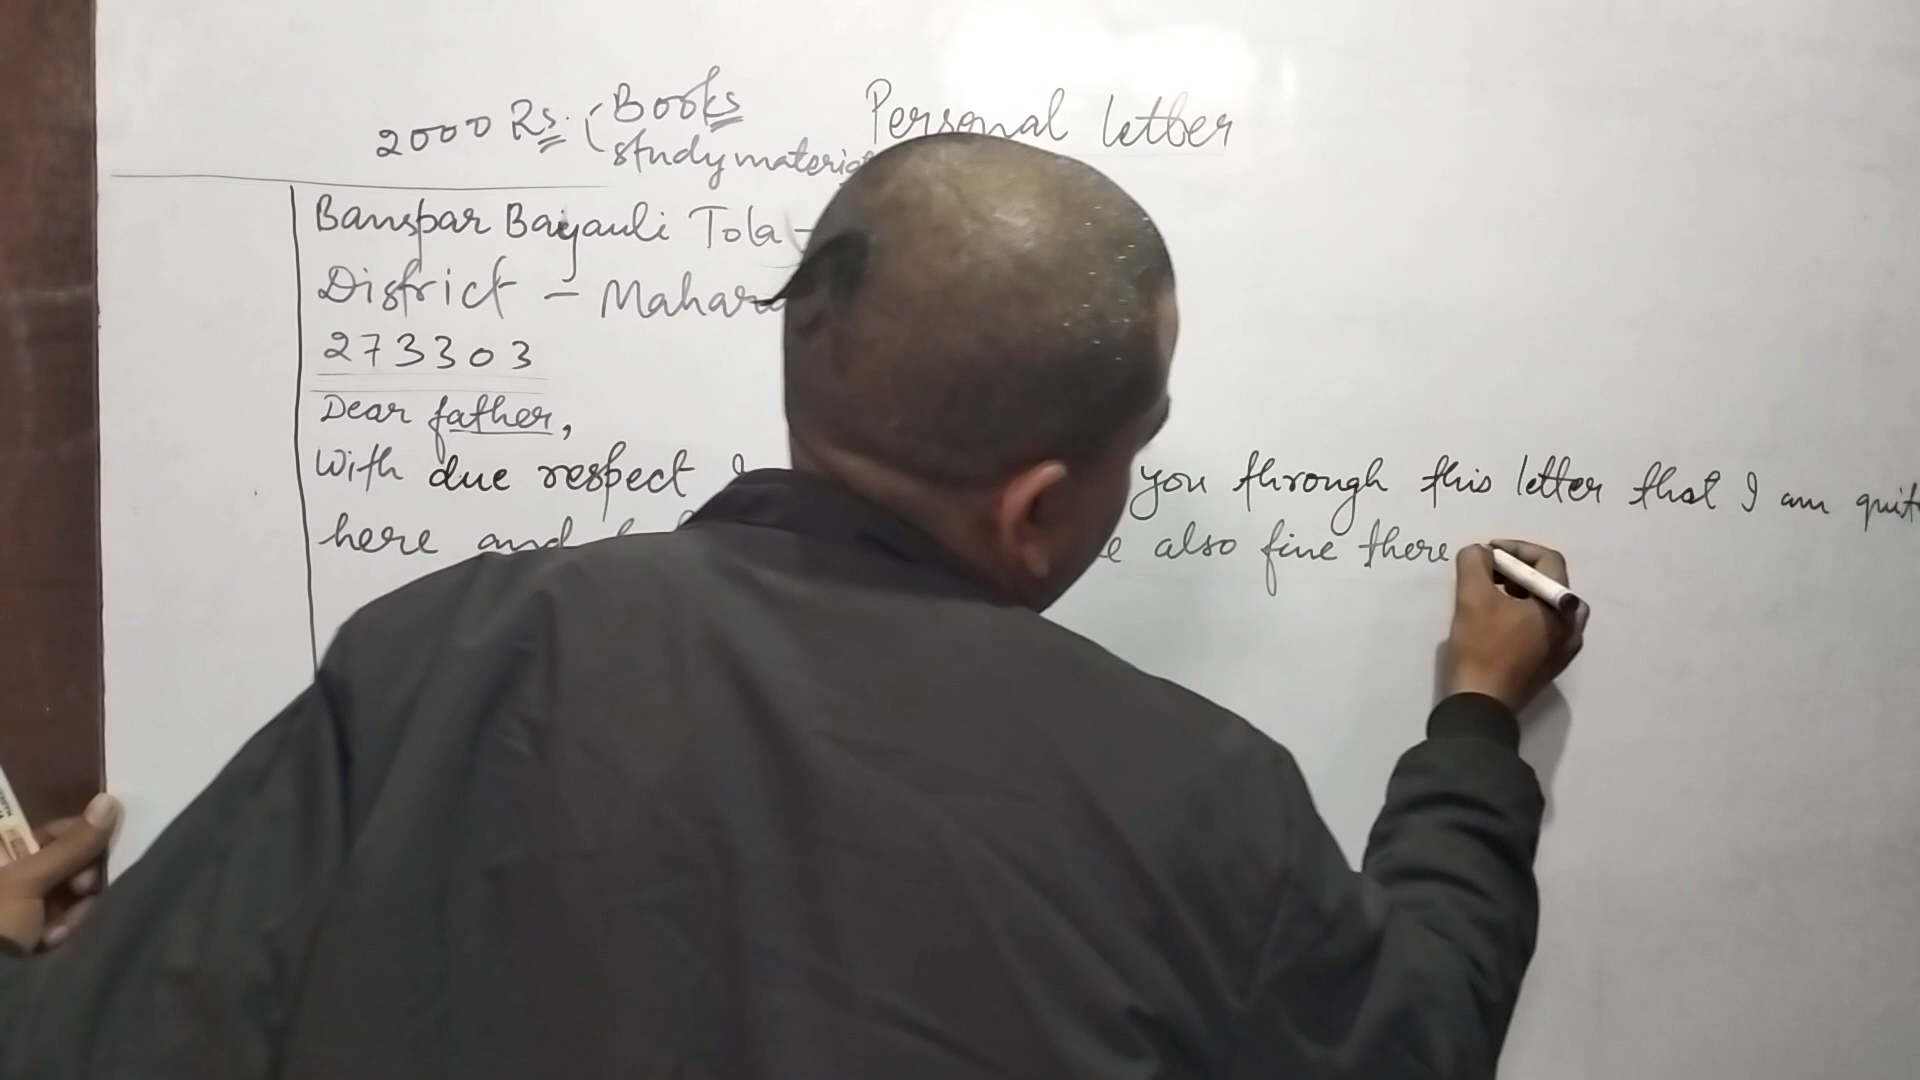 2000 Rs. Books
study material
Personal letter
Banspar Baijauli Tola -
District - Mahara
273303
Dear father,
With due respect I you through this letter that I am quit
here and also fine there